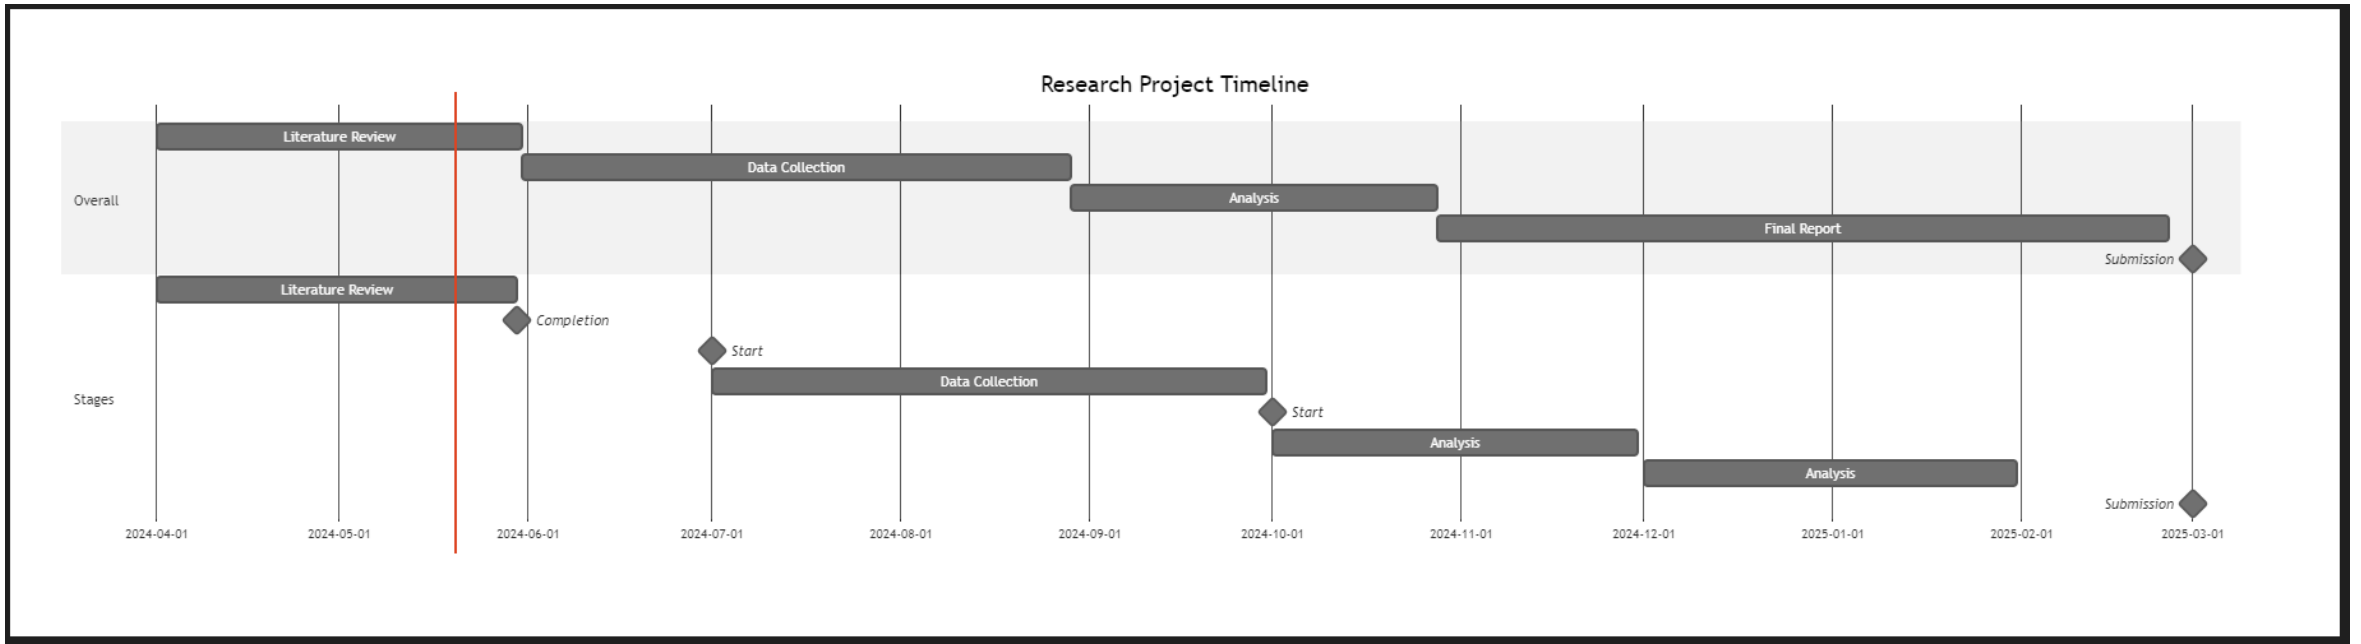 Research Project Timeline
Literature Review
Data Collection
Analysis
Overall
Final Report
Submission
Literature Review
Completion
Start
Data Collection
Stages
Start
Analysis
Analysis
Submission
2024-04-01 2024-05-01 2024-06-01 2024-07-01 2024-08-01 2024-09-01 2024-10-01 2024-11-01 2024-12-01 2025-01-01 2025-02-01 2025-03-01